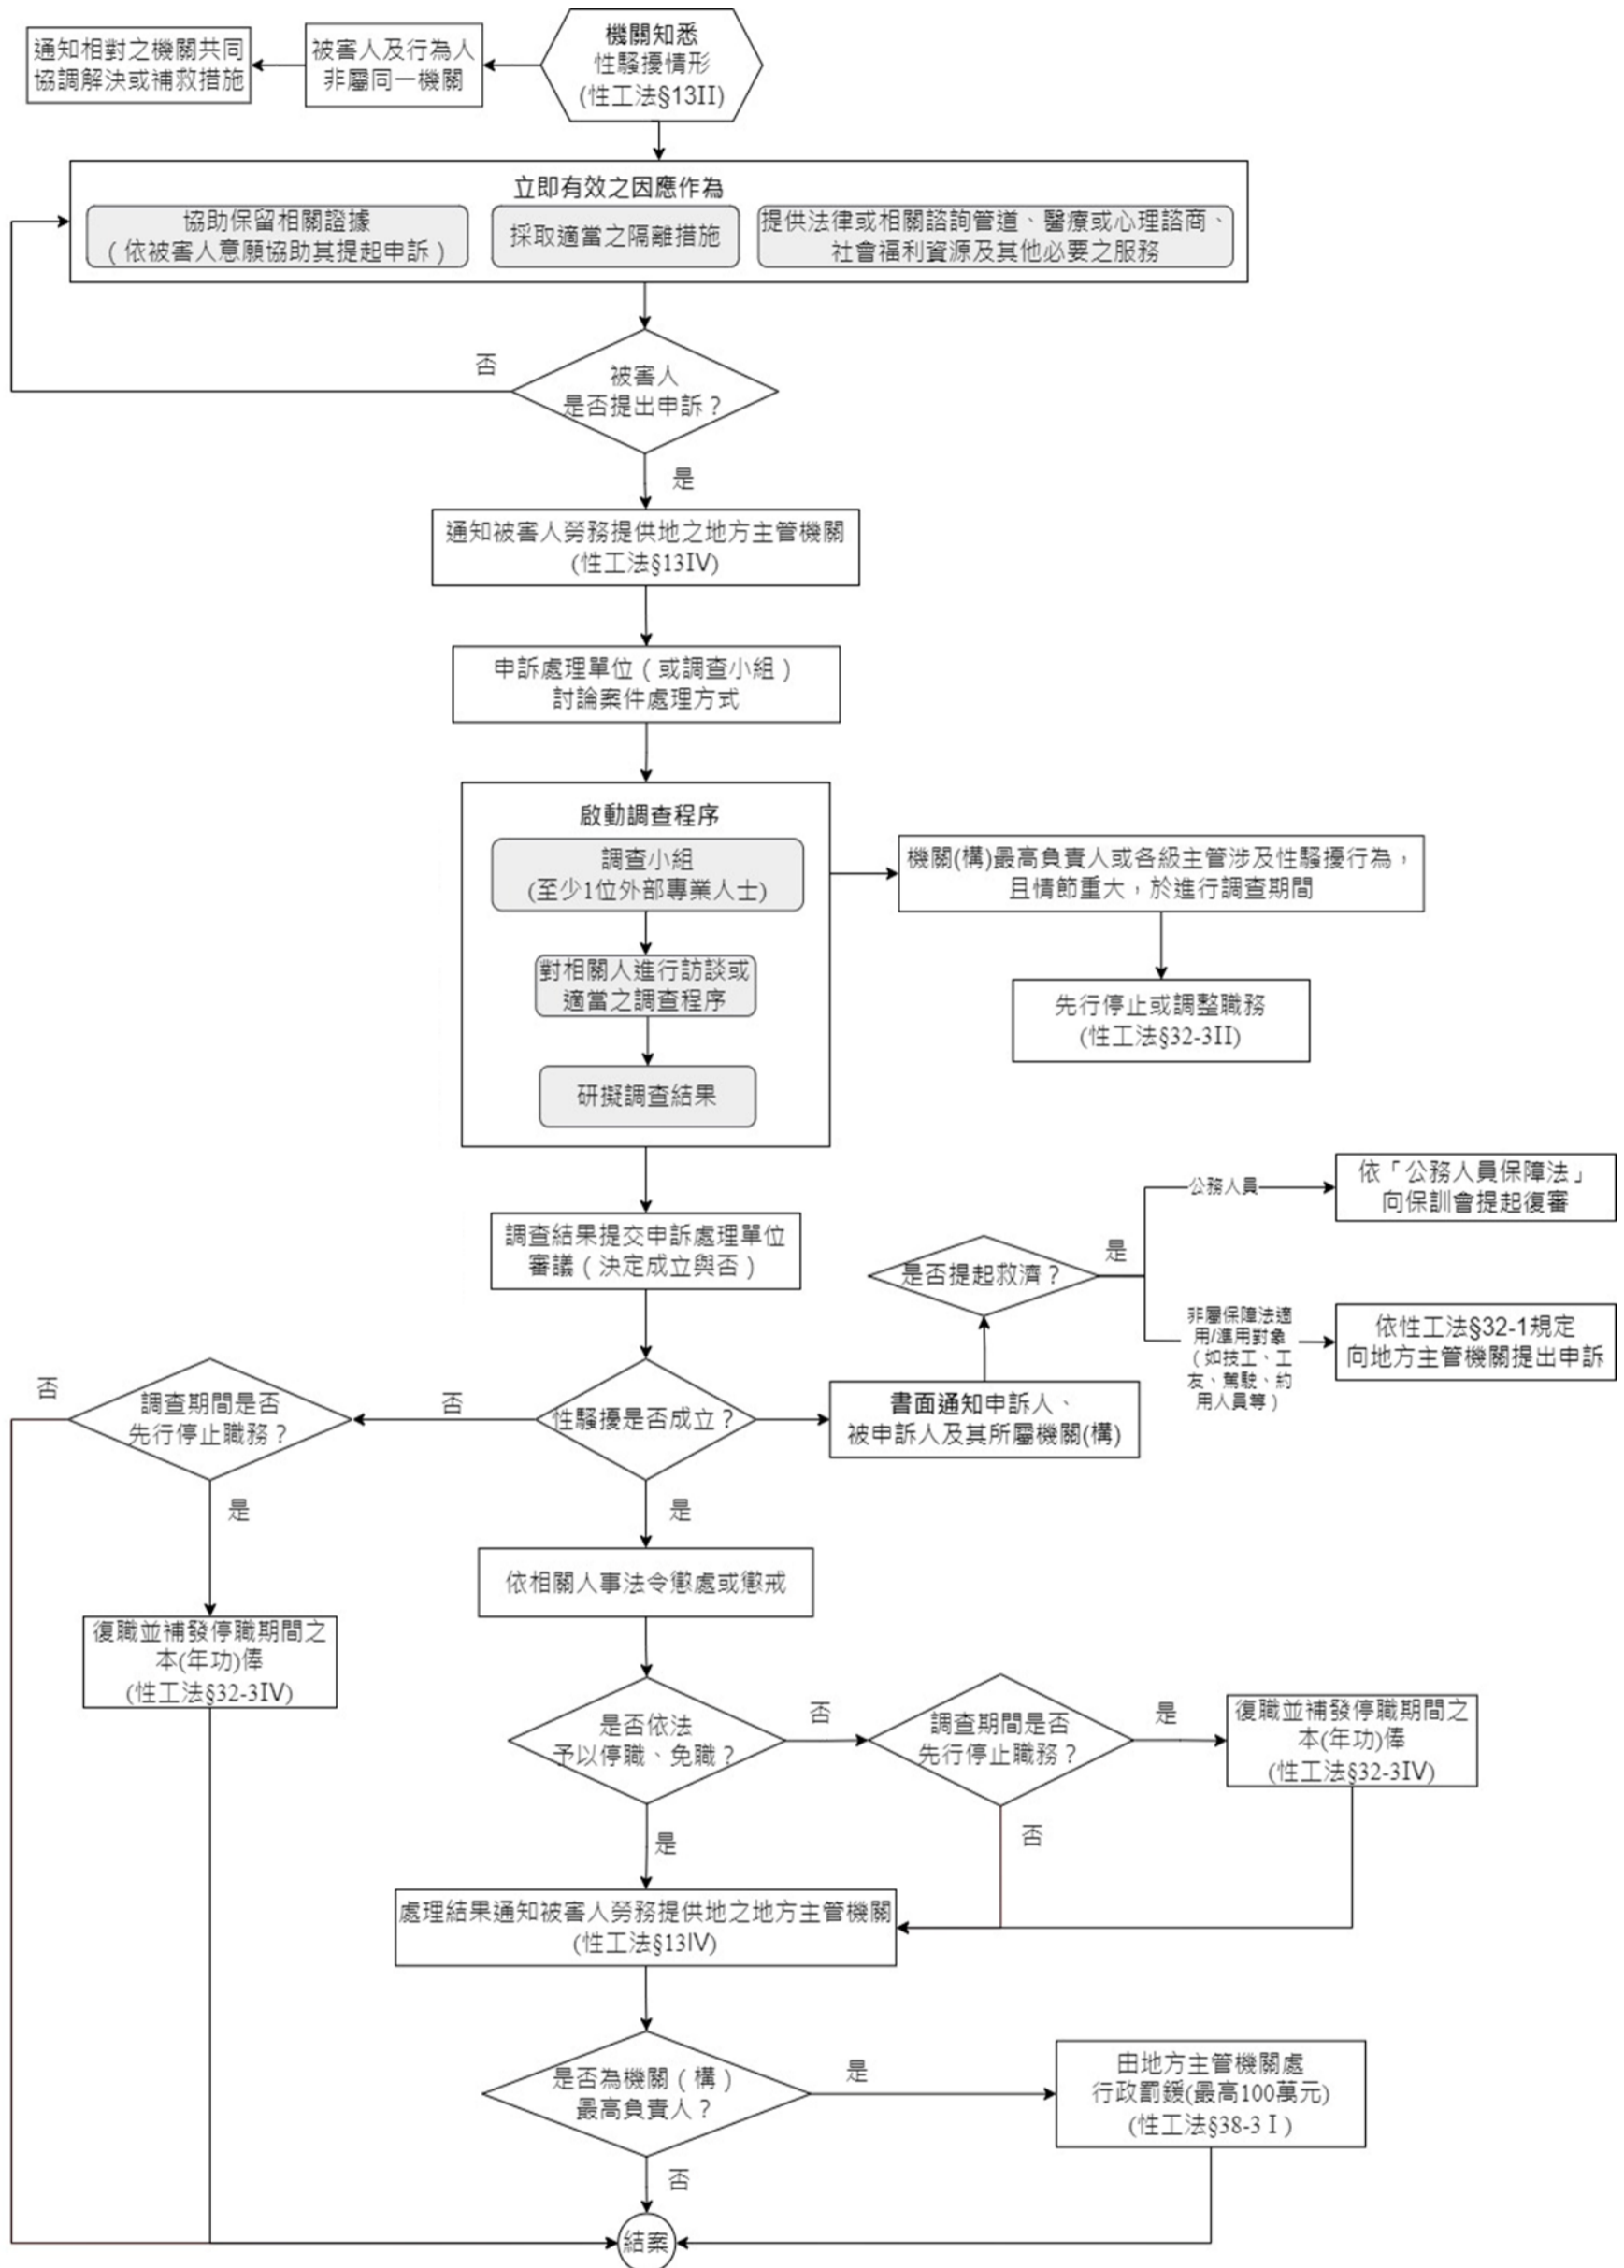 機關知悉
性騷擾情形
(性工法§13II)
被害人及行為人
非屬同一機關
通知相對之機關共同
協調解決或補救措施
立即有效之因應作為
協助保留相關證據
（依被害人意願協助其提起申訴）
採取適當之隔離措施
提供法律或相關諮詢管道、醫療或心理諮商、
社會福利資源及其他必要之服務
否
被害人
是否提出申訴？
是
通知被害人勞務提供地之地方主管機關
(性工法§13IV)
申訴處理單位（或調查小組）
討論案件處理方式
啟動調查程序
調查小組
(至少1位外部專業人士)
對相關人進行訪談或
適當之調查程序
研擬調查結果
機關(構)最高負責人或各級主管涉及性騷擾行為，
且情節重大，於進行調查期間
先行停止或調整職務
(性工法§32-3II)
調查結果提交申訴處理單位
審議（決定成立與否）
是否提起救濟？
是
公務人員
依「公務人員保障法」
向保訓會提起復審
非屬保障法適
用/準用對象
（如技工、工
友、駕駛、約
用人員等）
依性工法§32-1規定
向地方主管機關提出申訴
否
調查期間是否
先行停止職務？
否
性騷擾是否成立？
書面通知申訴人、
被申訴人及其所屬機關(構)
是
是
依相關人事法令懲處或懲戒
復職並補發停職期間之
本(年功)俸
(性工法§32-3IV)
是否依法
予以停職、免職？
否
調查期間是否
先行停止職務？
是
復職並補發停職期間之
本(年功)俸
(性工法§32-3IV)
是
否
處理結果通知被害人勞務提供地之地方主管機關
(性工法§13IV)
是否為機關（構）
最高負責人？
是
由地方主管機關處
行政罰鍰(最高100萬元)
(性工法§38-3 I )
否
結案